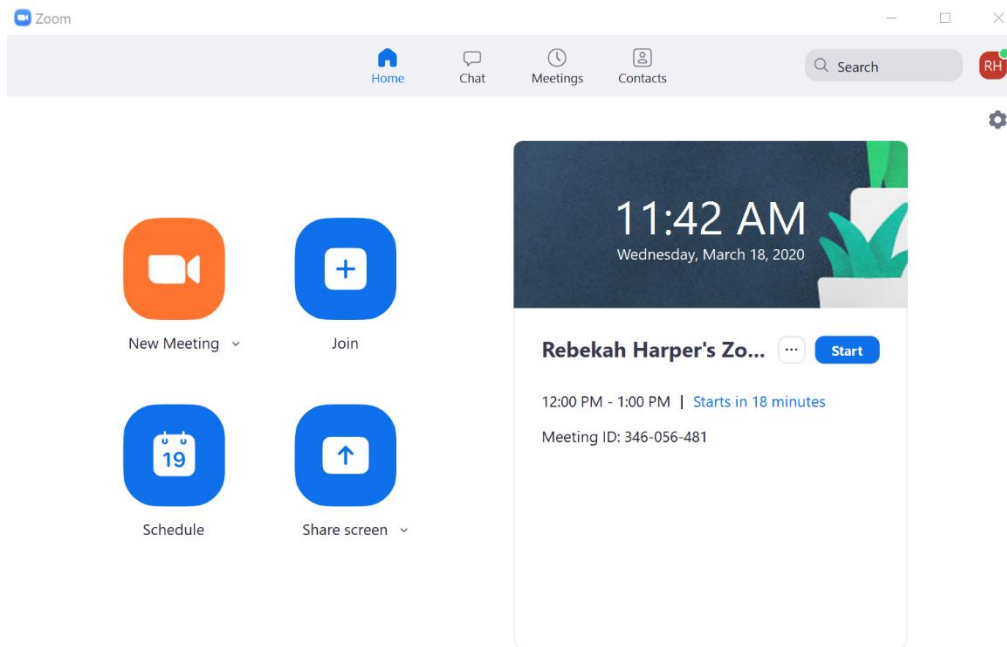 Zoom
Home
Chat
Meetings
Contacts
Search
RH
New Meeting
Join
19
Schedule
Share screen
11:42 AM
Wednesday, March 18, 2020
Rebekah Harper's Zo... ... Start
12:00 PM - 1:00 PM | Starts in 18 minutes
Meeting ID: 346-056-481